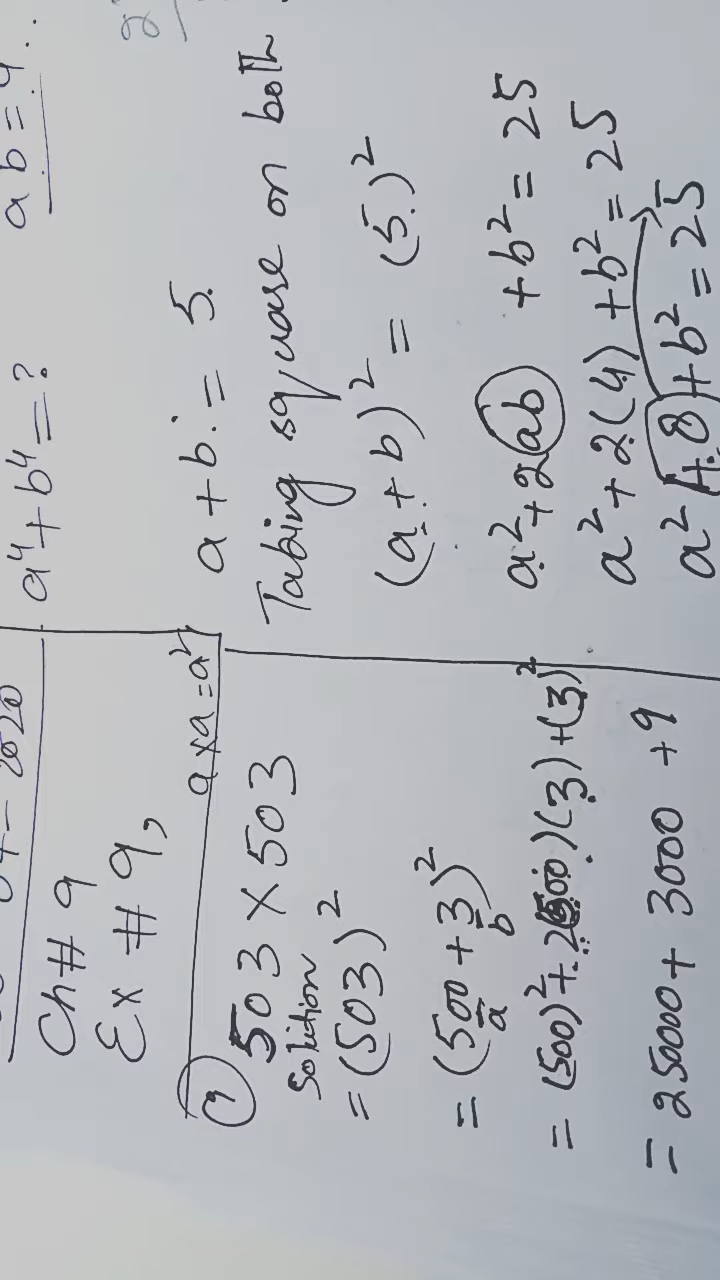 2020
Ch # 9
Ex # 9,
a × a = a²
503 × 503
Solution
= (503)²
= (500 + 3)²
a b
= (500)² + 2(500)(3) + (3)²
= 250000 + 3000 + 9
a⁴ + b⁴ = ? ab = 4
a + b = 5
Taking square on both
(a + b)² = (5)²
a² + 2ab + b² = 25
a² + 2(4) + b² = 25
a² + 8 + b² = 25